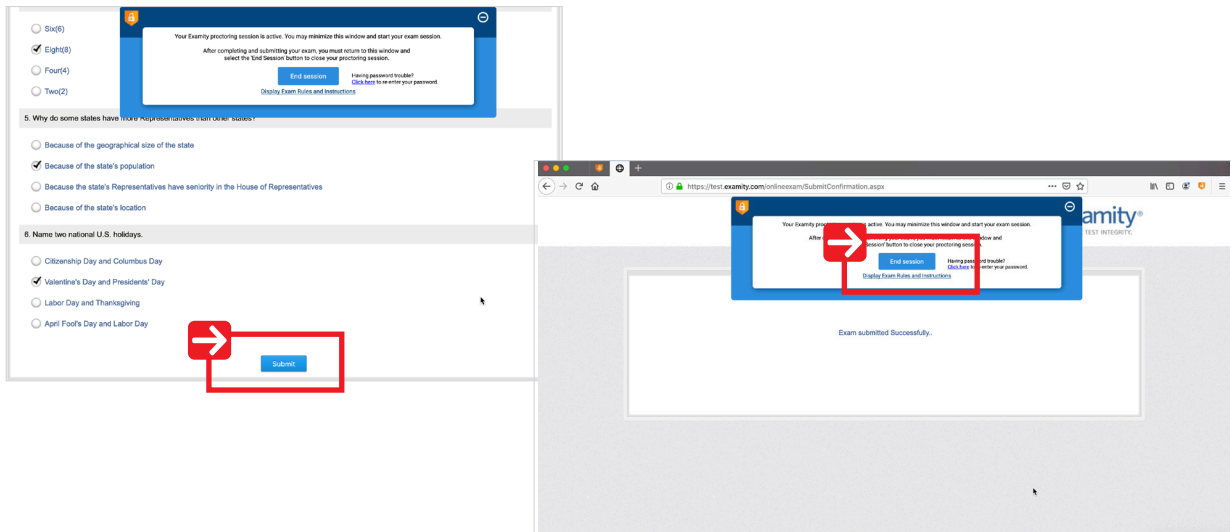 Six(6)
Eight(8)
Four(4)
Two(2)
Your Examity proctoring session is active. You may minimize this window and start your exam session.
After completing and submitting your exam, you must return to this window and
select the 'End Session' button to close your proctoring session.
End session
Having password trouble?
Click here to re-enter your password.
Display Exam Rules and Instructions
5. Why do some states have more Representatives than other states?
Because of the geographical size of the state
Because of the state's population
Because the state's Representatives have seniority in the House of Representatives
Because of the state's location
6. Name two national U.S. holidays.
Citizenship Day and Columbus Day
Valentine's Day and Presidents' Day
Labor Day and Thanksgiving
April Fool's Day and Labor Day
Submit
https://test.examity.com/onlineexam/SubmitConfirmation.aspx
amity®
TEST INTEGRITY.
Your Examity proc active. You may minimize this window and start your exam session.
After window and
ession' button to close your proctoring session.
End session
Having password trouble?
Click here to re-enter your password.
Display Exam Rules and Instructions
Exam submitted Successfully..